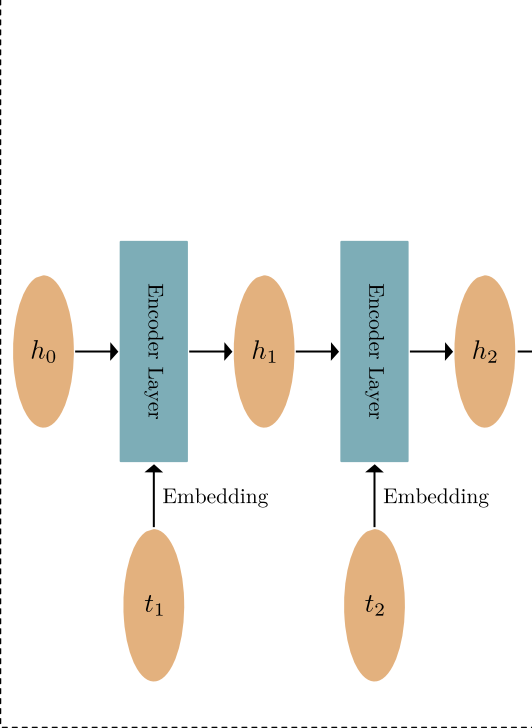 h₀
Encoder Layer
h₁
Encoder Layer
h₂
Embedding
Embedding
t₁
t₂